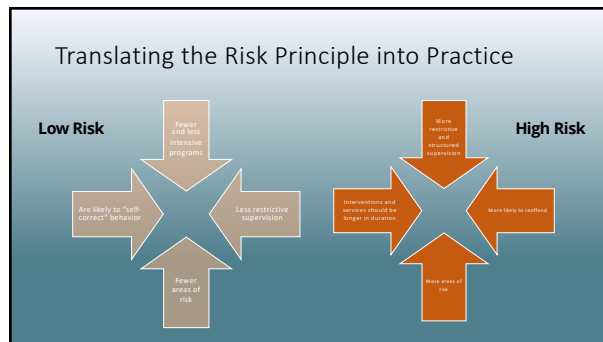 Translating the Risk Principle into Practice
Low Risk
Fewer
and less
intensive
programs
Are likely to "self-
correct" behavior
Less restrictive
supervision
Fewer
areas of
risk
High Risk
More
restrictive
and
structured
supervision
Interventions and
services should be
longer in duration
More likely to reoffend
More areas of
risk